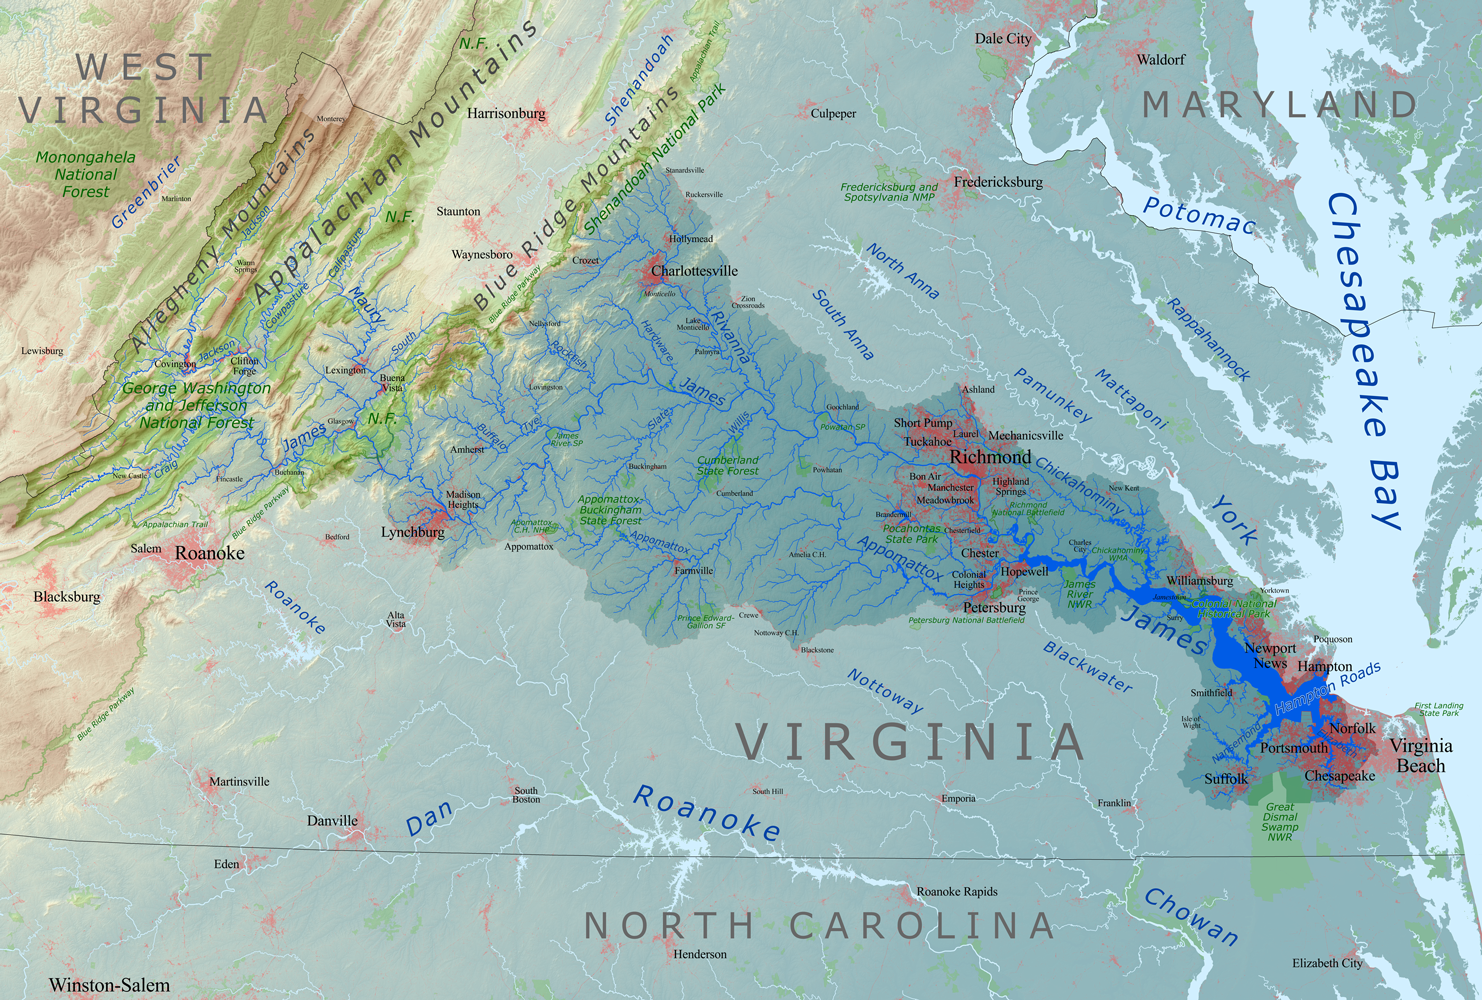 WEST
VIRGINIA
MARYLAND
VIRGINIA
NORTH CAROLINA
Appalachian Mountains
Allegheny Mountains
Blue Ridge Mountains
Shenandoah National Park
Appalachian Trail
N.F.
Shenandoah
Dale City
Waldorf
Harrisonburg
Culpeper
Monterey
Monongahela
National
Forest
Greenbrier
Marlinton
Stanardsville
Ruckersville
Fredericksburg and
Spotsylvania NMP
Fredericksburg
Potomac
Chesapeake Bay
Staunton
N.F.
Jackson
Waynesboro
Hollymead
Crozet
Charlottesville
Monticello
Warm
Springs
Calfpasture
Cowpasture
Maury
Blue Ridge Parkway
Zion
Crossroads
North Anna
South Anna
Rappahannock
Lewisburg
Covington
Jackson
Clifton
Forge
Lexington
South
Buena
Vista
Nellysford
Rockfish
Hardware
Lake
Monticello
Rivanna
Palmyra
Pamunkey
Mattaponi
George Washington
and Jefferson
National Forest
Lovingston
James
Ashland
Glasgow
N.F.
James
Buffalo
Tye
Slate
Willis
Goochland
Powhatan SP
Short Pump
Tuckahoe
Laurel
Mechanicsville
Richmond
Amherst
James
River SP
Craig
New Castle
Buchanan
Fincastle
Buckingham
Cumberland
State Forest
Powhatan
Bon Air
Manchester
Meadowbrook
Highland
Springs
Chickahominy
New Kent
York
Madison
Heights
Lynchburg
Cumberland
Appomattox-
Buckingham
State Forest
Richmond
National Battlefield
Brandermill
Appalachian Trail
Blue Ridge Parkway
Bedford
Appomattox
C.H. NHP
Appomattox
Appomattox
Pocahontas
State Park
Chesterfield
Charles
City
Chickahominy
WMA
Salem
Roanoke
Amelia C.H.
Appomattox
Chester
Blacksburg
Farmville
Colonial
Heights
Hopewell
Williamsburg
Prince
George
James
River
NWR
Yorktown
Petersburg
Jamestown
Colonial National
Historical Park
Roanoke
Alta
Vista
Prince Edward-
Gallion SF
Crewe
Nottoway C.H.
Petersburg National Battlefield
Surry
James
Blackstone
Blackwater
Poquoson
Newport
News
Hampton
Hampton Roads
Nottoway
Smithfield
Blue Ridge Parkway
Isle of
Wight
First Landing
State Park
Nansemond
Portsmouth
Norfolk
Virginia
Beach
Suffolk
Chesapeake
Martinsville
South
Boston
South Hill
Emporia
Franklin
Great
Dismal
Swamp
NWR
Danville
Dan
Roanoke
Eden
Roanoke Rapids
Chowan
Henderson
Elizabeth City
Winston-Salem